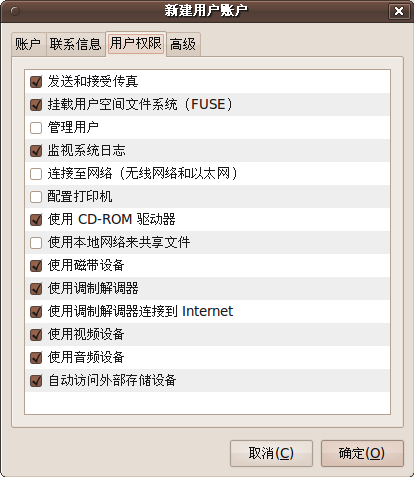 新建用户账户
账户 联系信息 用户权限 高级
发送和接受传真
挂载用户空间文件系统（FUSE）
管理用户
监视系统日志
连接至网络（无线网络和以太网）
配置打印机
使用 CD-ROM 驱动器
使用本地网络来共享文件
使用磁带设备
使用调制解调器
使用调制解调器连接到 Internet
使用视频设备
使用音频设备
自动访问外部存储设备
取消(C) 确定(O)